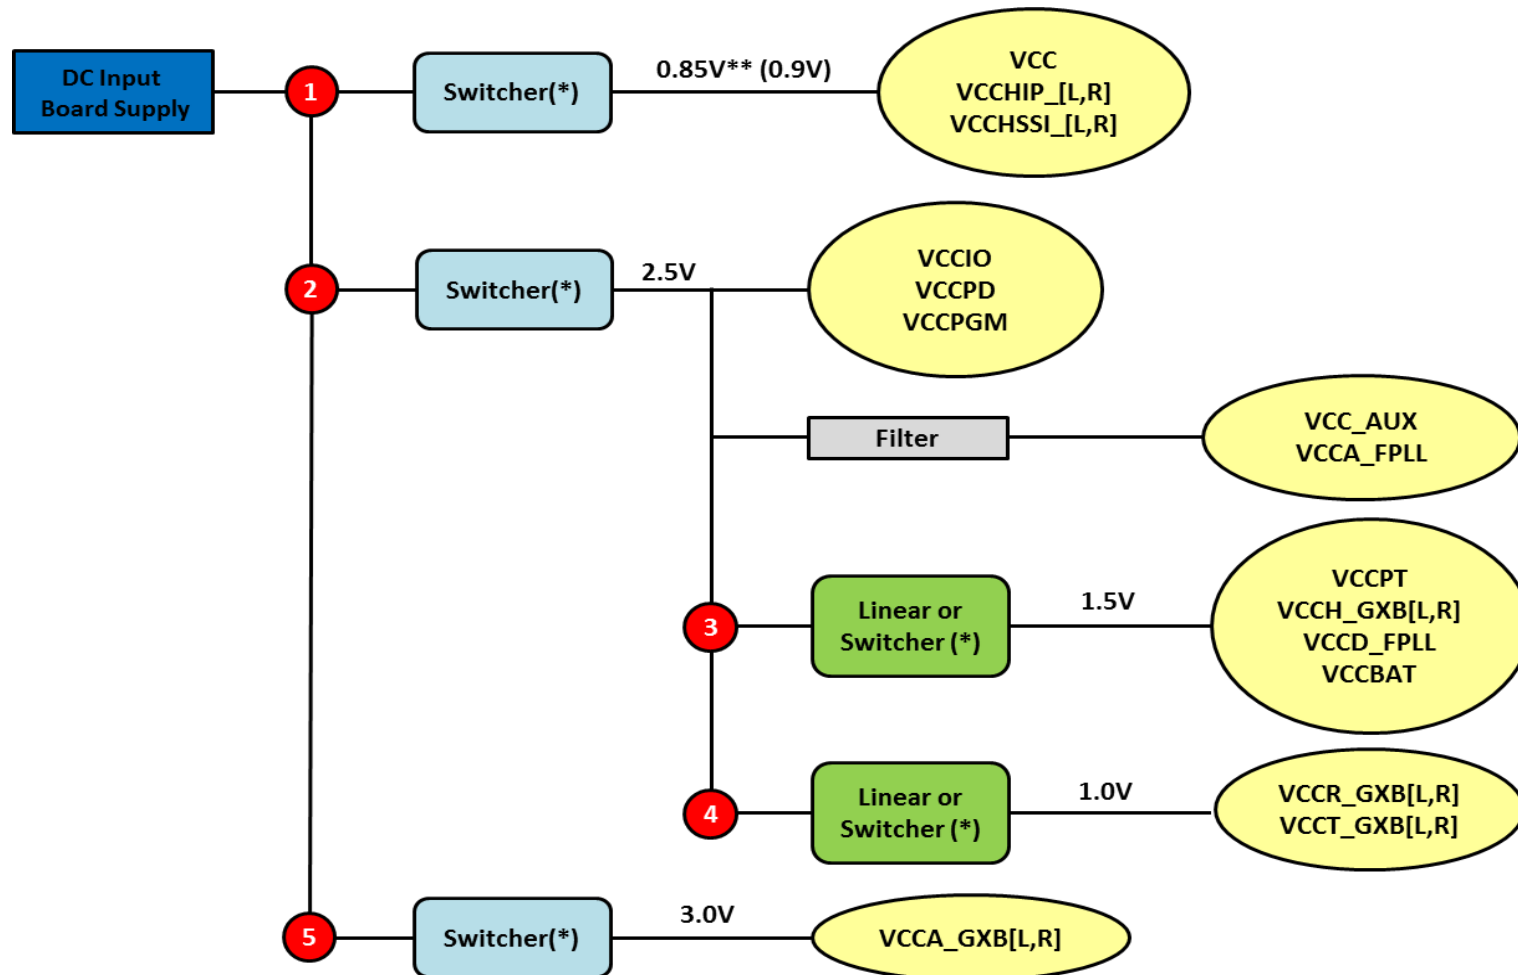 DC Input
Board Supply
1
Switcher(*)
0.85V** (0.9V)
VCC
VCCHIP_[L,R]
VCCHSSI_[L,R]
2
Switcher(*)
2.5V
VCCIO
VCCPD
VCCPGM
Filter
VCC_AUX
VCCA_FPLL
3
Linear or
Switcher (*)
1.5V
VCCPT
VCCH_GXB[L,R]
VCCD_FPLL
VCCBAT
4
Linear or
Switcher (*)
1.0V
VCCR_GXB[L,R]
VCCT_GXB[L,R]
5
Switcher(*)
3.0V
VCCA_GXB[L,R]